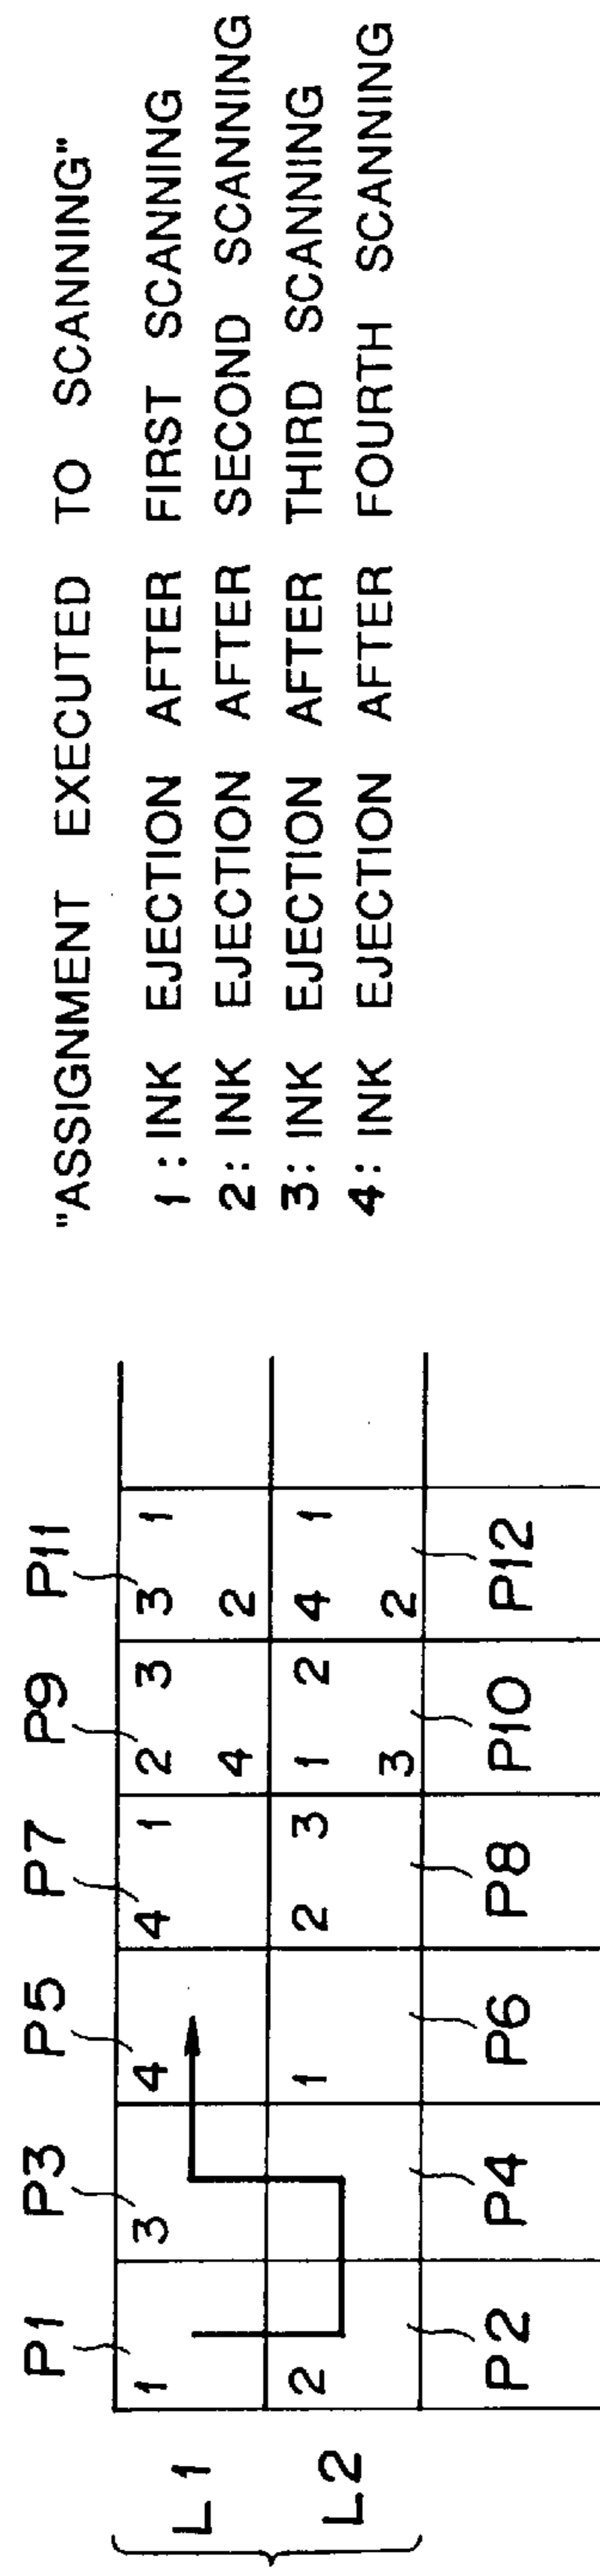 P1 P3 P5 P7 P9 P11
1 3 4 4 1 2 3 3 1
L1
4 2
2 1 2 3 1 2 4 1
L2
3 2
P2 P4 P6 P8 P10 P12
"ASSIGNMENT EXECUTED TO SCANNING"
1: INK EJECTION AFTER FIRST SCANNING
2: INK EJECTION AFTER SECOND SCANNING
3: INK EJECTION AFTER THIRD SCANNING
4: INK EJECTION AFTER FOURTH SCANNING